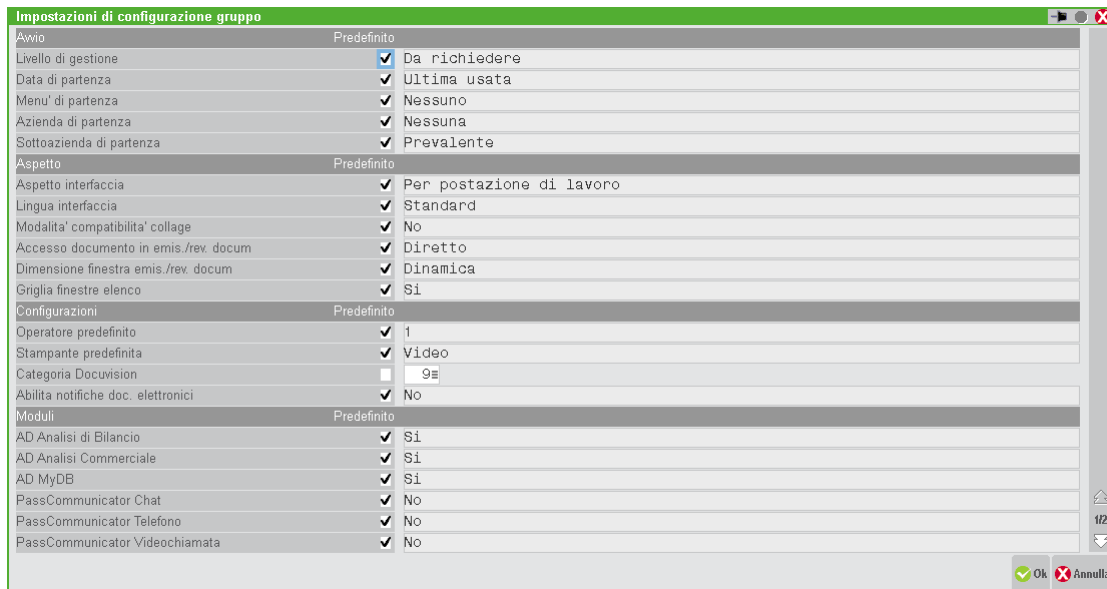 Impostazioni di configurazione gruppo
Avvio Predefinito
Livello di gestione Da richiedere
Data di partenza Ultima usata
Menu' di partenza Nessuno
Azienda di partenza Nessuna
Sottoazienda di partenza Prevalente
Aspetto Predefinito
Aspetto interfaccia Per postazione di lavoro
Lingua interfaccia Standard
Modalita' compatibilita' collage No
Accesso documento in emis./rev. docum Diretto
Dimensione finestra emis./rev. docum Dinamica
Griglia finestre elenco Si
Configurazioni Predefinito
Operatore predefinito 1
Stampante predefinita Video
Categoria Docuvision 9
Abilita notifiche doc. elettronici No
Moduli Predefinito
AD Analisi di Bilancio Si
AD Analisi Commerciale Si
AD MyDB Si
PassCommunicator Chat No
PassCommunicator Telefono No
1/2
PassCommunicator Videochiamata No
Ok Annulla